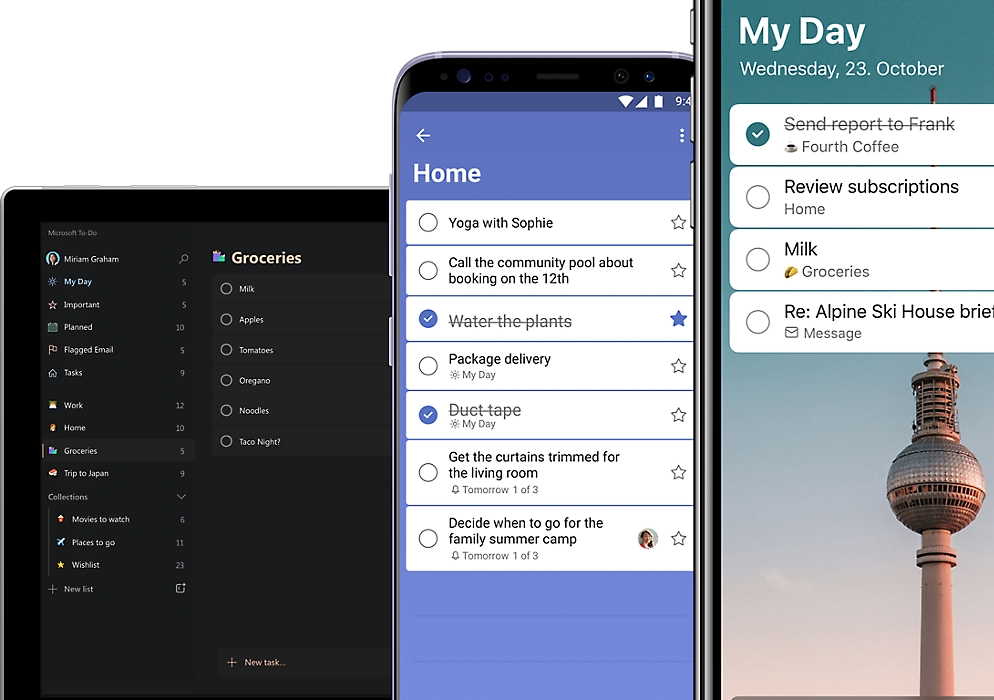 Microsoft To-Do
Miriam Graham
My Day 5
Important 5
Planned 10
Flagged Email 5
Tasks 9
Work 12
Home 10
Groceries 5
Trip to Japan 5
Collections
Movies to watch 6
Places to go 11
Wishlist 23
New list
Groceries
Milk
Apples
Tomatoes
Oregano
Noodles
Taco Night?
New task...
9:4
Home
Yoga with Sophie
Call the community pool about
booking on the 12th
Water the plants
Package delivery
My Day
Duct tape
My Day
Get the curtains trimmed for
the living room
Tomorrow 1 of 3
Decide when to go for the
family summer camp
Tomorrow 1 of 3
My Day
Wednesday, 23. October
Send report to Frank
Fourth Coffee
Review subscriptions
Home
Milk
Groceries
Re: Alpine Ski House brief
Message